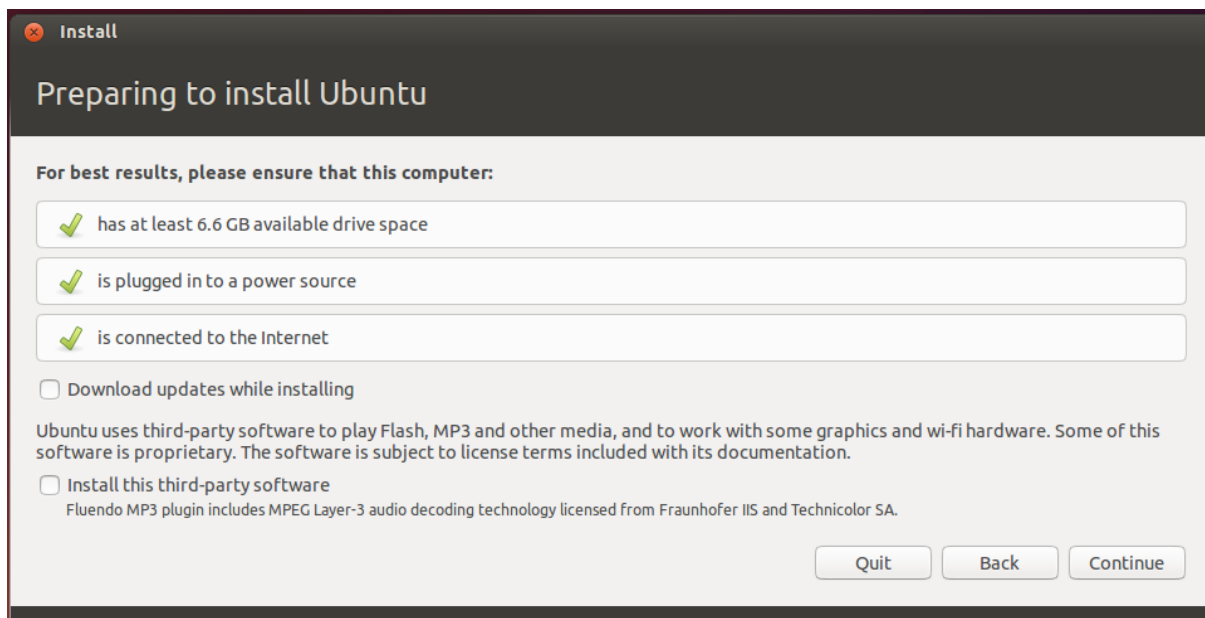 Install
Preparing to install Ubuntu
For best results, please ensure that this computer:
has at least 6.6 GB available drive space
is plugged in to a power source
is connected to the Internet
Download updates while installing
Ubuntu uses third-party software to play Flash, MP3 and other media, and to work with some graphics and wi-fi hardware. Some of this
software is proprietary. The software is subject to license terms included with its documentation.
Install this third-party software
Fluendo MP3 plugin includes MPEG Layer-3 audio decoding technology licensed from Fraunhofer IIS and Technicolor SA.
Quit Back Continue